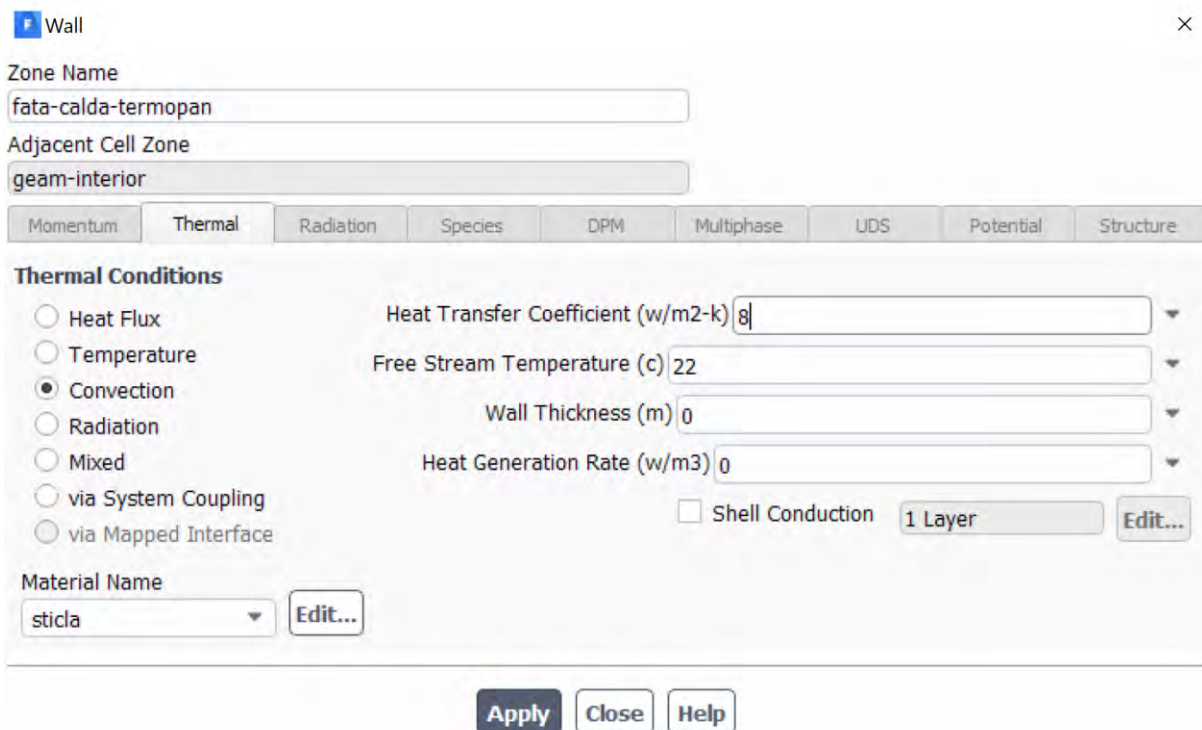 F Wall
Zone Name
fata-calda-termopan
Adjacent Cell Zone
geam-interior
Momentum Thermal Radiation Species DPM Multiphase UDS Potential Structure
Thermal Conditions
Heat Flux
Temperature
Convection
Radiation
Mixed
via System Coupling
via Mapped Interface
Heat Transfer Coefficient (w/m2-k) 8
Free Stream Temperature (c) 22
Wall Thickness (m) 0
Heat Generation Rate (w/m3) 0
Shell Conduction 1 Layer Edit...
Material Name
sticla Edit...
Apply Close Help